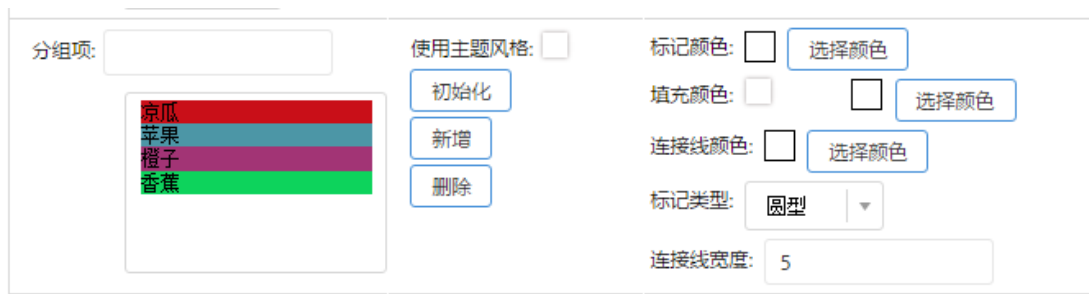 分组项:
凉瓜
苹果
橙子
香蕉
使用主题风格:
初始化
新增
删除
标记颜色: 选择颜色
填充颜色: 选择颜色
连接线颜色: 选择颜色
标记类型: 圆型
连接线宽度: 5